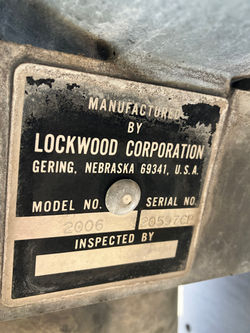 MANUFACTURED
BY
LOCKWOOD CORPORATION
GERING, NEBRASKA 69341, U.S.A.
MODEL NO. SERIAL NO.
2006
INSPECTED BY